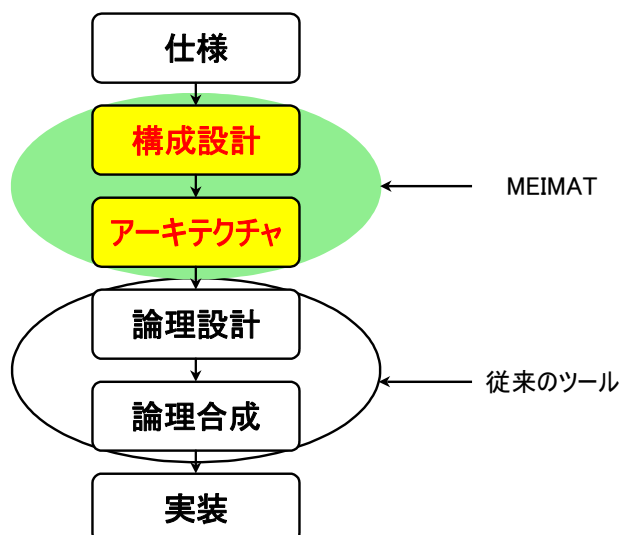 仕様
構成設計
MEIMAT
アーキテクチャ
論理設計
従来のツール
論理合成
実装